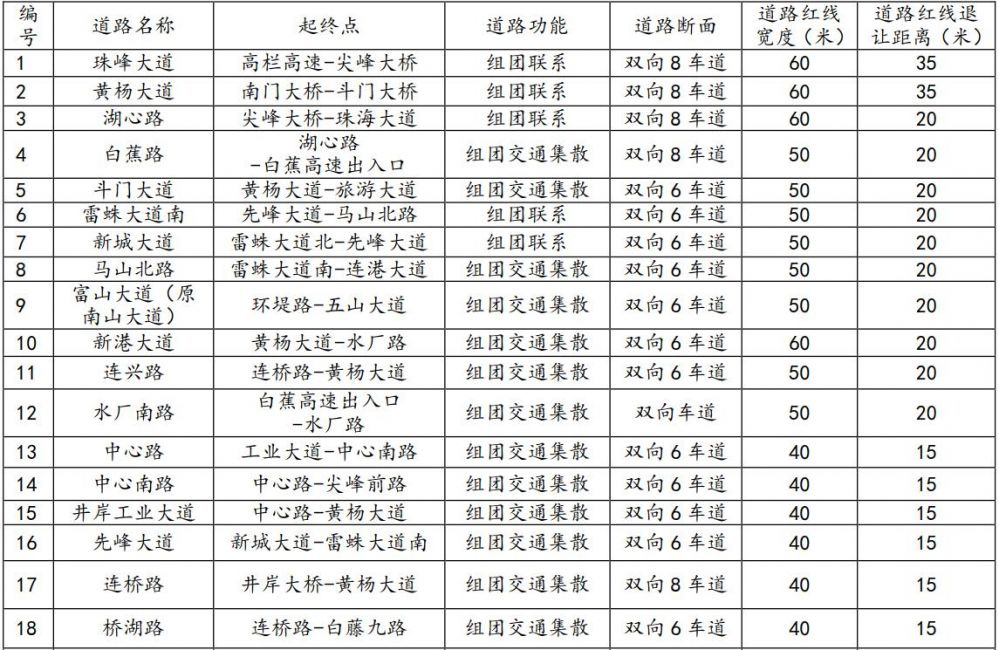 编号 道路名称 起终点 道路功能 道路断面 道路红线宽度（米） 道路红线退让距离（米）
1 珠峰大道 高栏高速-尖峰大桥 组团联系 双向8车道 60 35
2 黄杨大道 南门大桥-斗门大桥 组团联系 双向8车道 60 35
3 湖心路 尖峰大桥-珠海大道 组团联系 双向8车道 60 20
4 白蕉路 湖心路-白蕉高速出入口 组团交通集散 双向8车道 50 20
5 斗门大道 黄杨大道-旅游大道 组团交通集散 双向6车道 50 20
6 雷蛛大道南 先峰大道-马山北路 组团联系 双向6车道 50 20
7 新城大道 雷蛛大道北-先峰大道 组团联系 双向6车道 50 20
8 马山北路 雷蛛大道南-连港大道 组团交通集散 双向6车道 50 20
9 富山大道（原南山大道） 环堤路-五山大道 组团交通集散 双向6车道 50 20
10 新港大道 黄杨大道-水厂路 组团交通集散 双向6车道 60 20
11 连兴路 连桥路-黄杨大道 组团交通集散 双向6车道 50 20
12 水厂南路 白蕉高速出入口-水厂路 组团交通集散 双向车道 50 20
13 中心路 工业大道-中心南路 组团交通集散 双向6车道 40 15
14 中心南路 中心路-尖峰前路 组团交通集散 双向6车道 40 15
15 井岸工业大道 中心路-黄杨大道 组团交通集散 双向6车道 40 15
16 先峰大道 新城大道-雷蛛大道南 组团交通集散 双向6车道 40 15
17 连桥路 井岸大桥-黄杨大道 组团交通集散 双向8车道 40 15
18 桥湖路 连桥路-白藤九路 组团交通集散 双向6车道 40 15